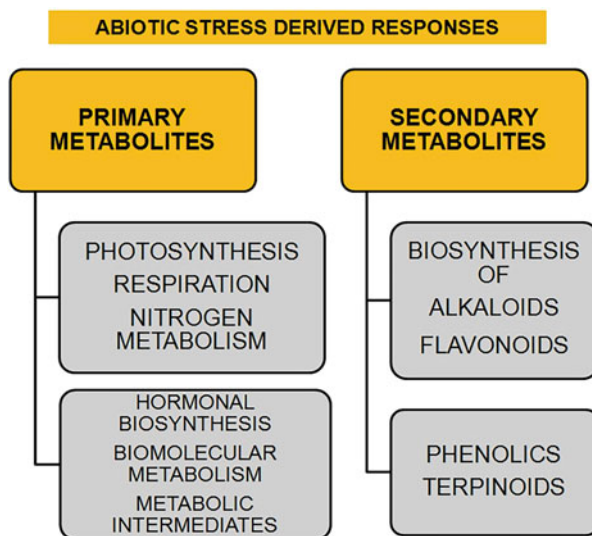 ABIOTIC STRESS DERIVED RESPONSES
PRIMARY
METABOLITES
PHOTOSYNTHESIS
RESPIRATION
NITROGEN
METABOLISM
HORMONAL
BIOSYNTHESIS
BIOMOLECULAR
METABOLISM
METABOLIC
INTERMEDIATES
SECONDARY
METABOLITES
BIOSYNTHESIS
OF
ALKALOIDS
FLAVONOIDS
PHENOLICS
TERPINOIDS